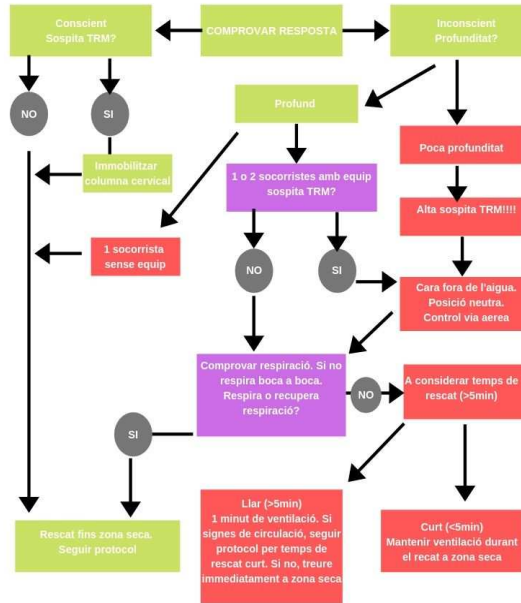 Conscient
Sospita TRM?
COMPROVAR RESPOSTA
Inconscient
Profunditat?
NO
SI
Profund
Poca profunditat
Immobilitzar
columna cervical
1 o 2 socorristes amb equip
sospita TRM?
Alta sospita TRM!!!!
1 socorrista
sense equip
NO
SI
Cara fora de l'aigua.
Posició neutra.
Control via aerea
Comprovar respiració. Si no
respira boca a boca.
Respira o recupera
respiració?
NO
A considerar temps de
rescat (>5min)
SI
Rescat fins zona seca.
Seguir protocol
Llar (>5min)
1 minut de ventilació. Si
signes de circulació, seguir
protocol per temps de
rescat curt. Si no, treure
immediatament a zona seca
Curt (<5min)
Mantenir ventilació durant
el recat a zona seca